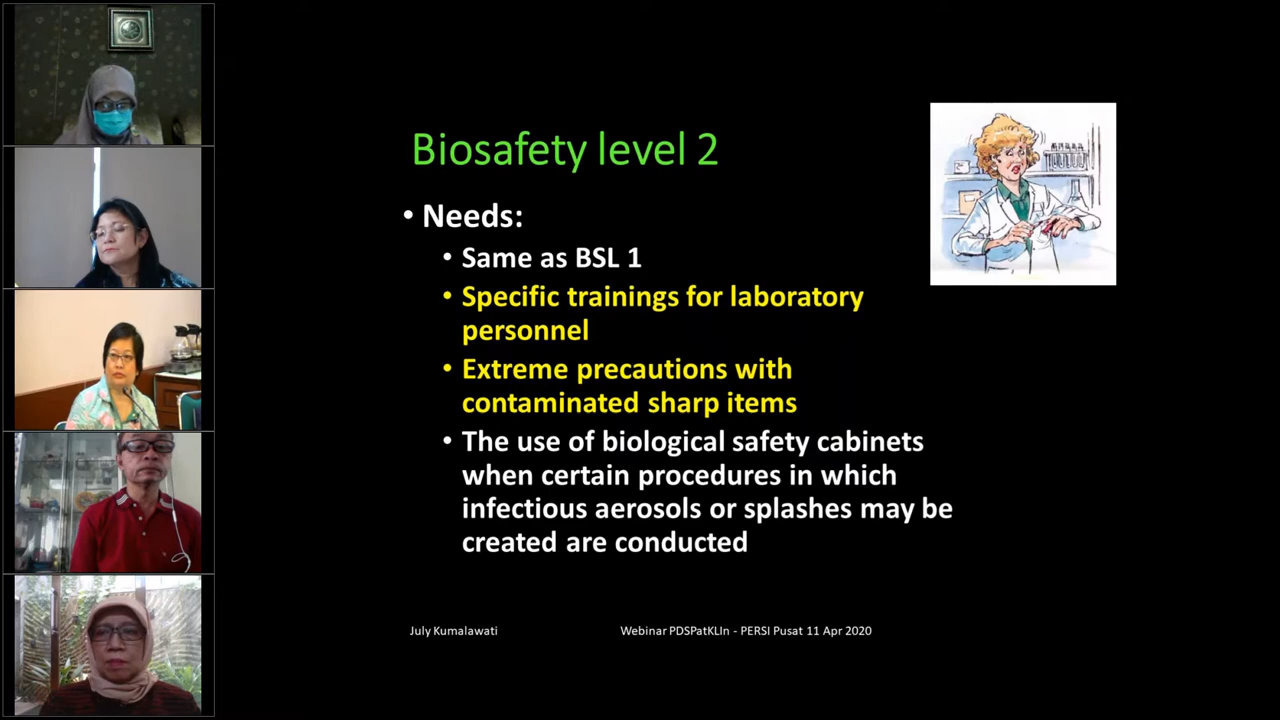 Biosafety level 2
• Needs:
• Same as BSL 1
• Specific trainings for laboratory
personnel
• Extreme precautions with
contaminated sharp items
• The use of biological safety cabinets
when certain procedures in which
infectious aerosols or splashes may be
created are conducted
July Kumalawati
Webinar PDSPatKLIn - PERSI Pusat 11 Apr 2020